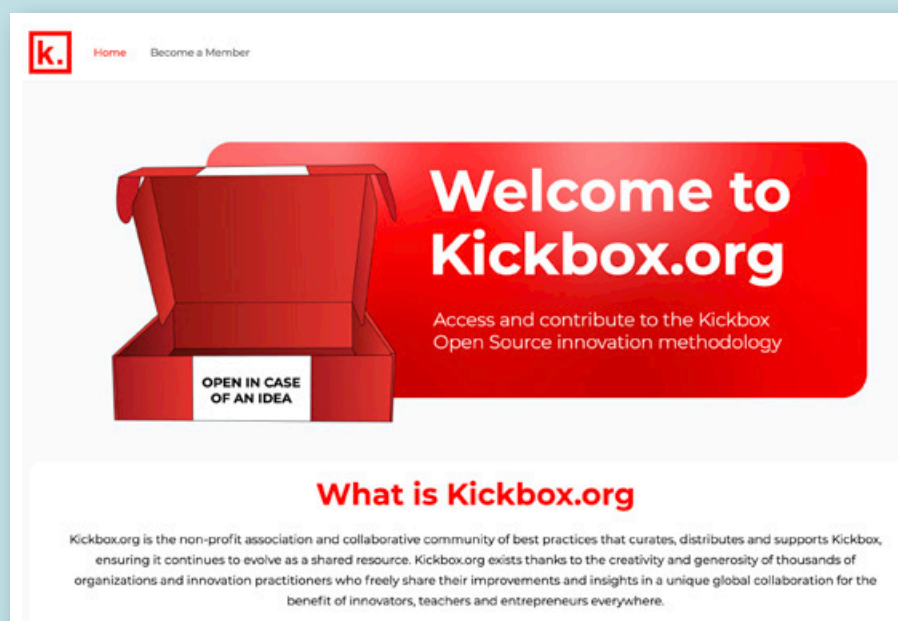 k.
Home Become a Member
Welcome to
Kickbox.org
Access and contribute to the Kickbox
Open Source innovation methodology
OPEN IN CASE
OF AN IDEA
What is Kickbox.org
Kickbox.org is the non-profit association and collaborative community of best practices that curates, distributes and supports Kickbox,
ensuring it continues to evolve as a shared resource. Kickbox.org exists thanks to the creativity and generosity of thousands of
organizations and innovation practitioners who freely share their improvements and insights in a unique global collaboration for the
benefit of innovators, teachers and entrepreneurs everywhere.